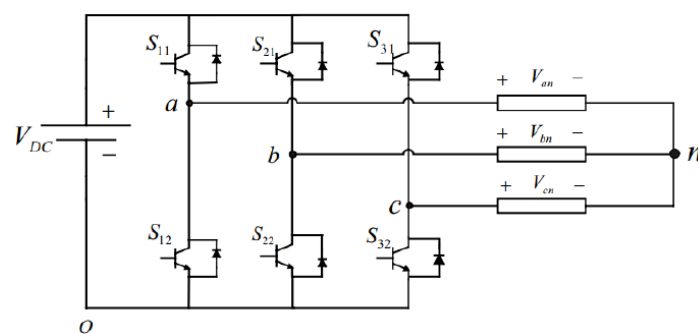 S11 S21 S31
+ Van −
a
+
VDC
−
+ Vbn −
b
n
+ Vcn −
c
S12 S22 S32
o